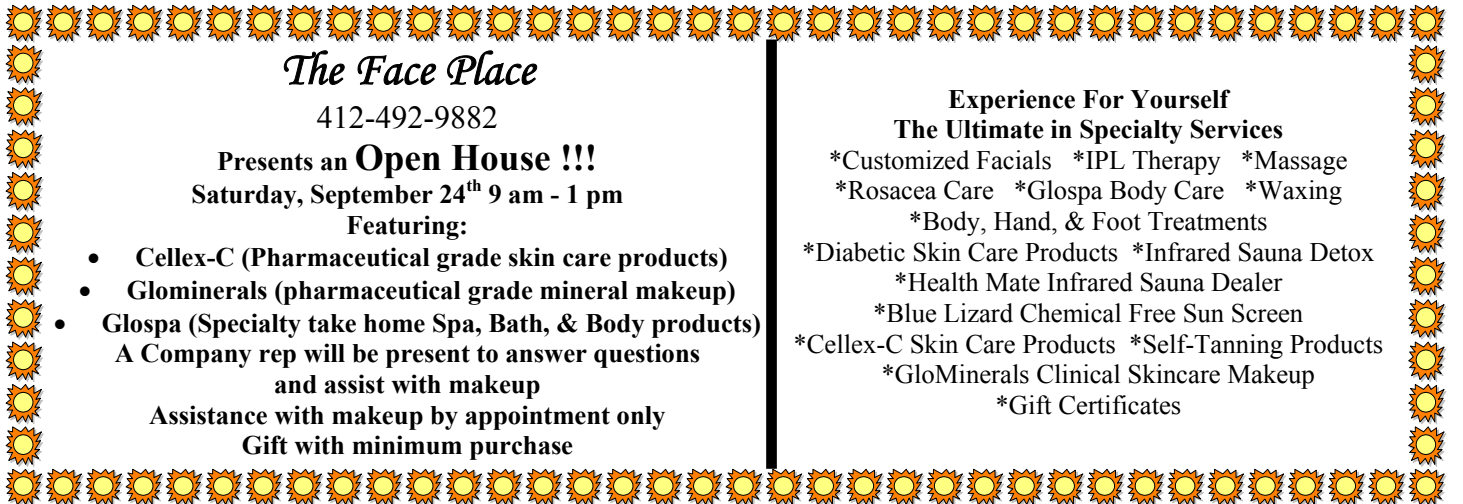 The Face Place
412-492-9882
Presents an Open House !!!
Saturday, September 24th 9 am - 1 pm
Featuring:
• Cellex-C (Pharmaceutical grade skin care products)
• Glominerals (pharmaceutical grade mineral makeup)
• Glospa (Specialty take home Spa, Bath, & Body products)
A Company rep will be present to answer questions
and assist with makeup
Assistance with makeup by appointment only
Gift with minimum purchase
Experience For Yourself
The Ultimate in Specialty Services
*Customized Facials *IPL Therapy *Massage
*Rosacea Care *Glospa Body Care *Waxing
*Body, Hand, & Foot Treatments
*Diabetic Skin Care Products *Infrared Sauna Detox
*Health Mate Infrared Sauna Dealer
*Blue Lizard Chemical Free Sun Screen
*Cellex-C Skin Care Products *Self-Tanning Products
*GloMinerals Clinical Skincare Makeup
*Gift Certificates